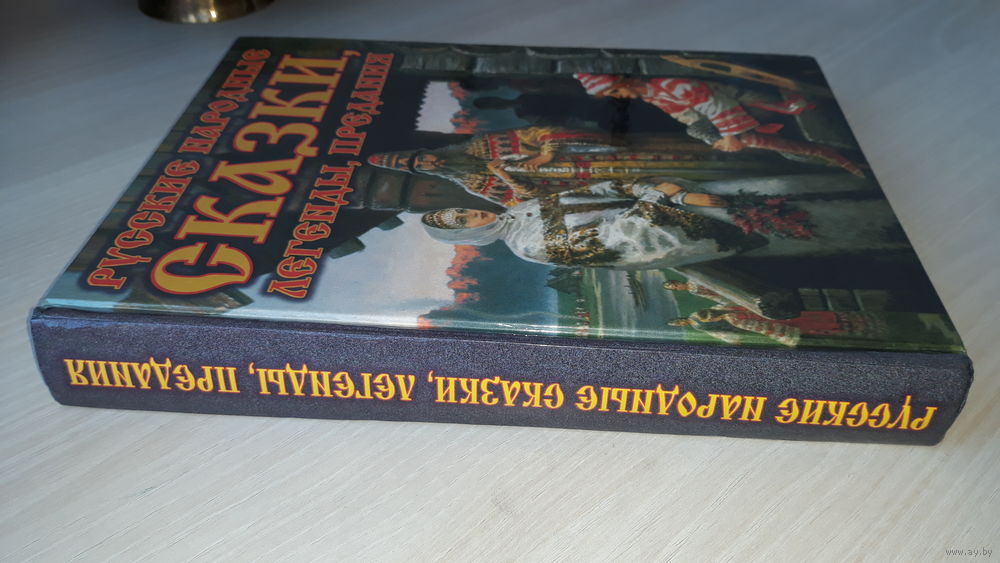 РУССКИЕ НАРОДНЫЕ
СКАЗКИ,
ЛЕГЕНДЫ, ПРЕДАНИЯ
РУССКИЕ НАРОДНЫЕ СКАЗКИ, ЛЕГЕНДЫ, ПРЕДАНИЯ
www.ay.by